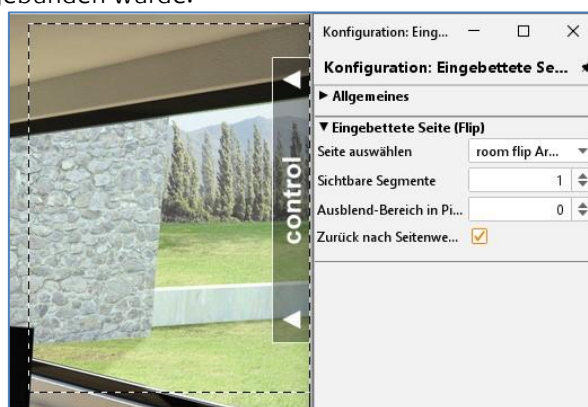 gebunden wurde.
control
Konfiguration: Eing...
Konfiguration: Eingebettete Se...
Allgemeines
Eingebettete Seite (Flip)
Seite auswählen room flip Ar...
Sichtbare Segmente 1
Ausblend-Bereich in Pi... 0
Zurück nach Seitenwe...